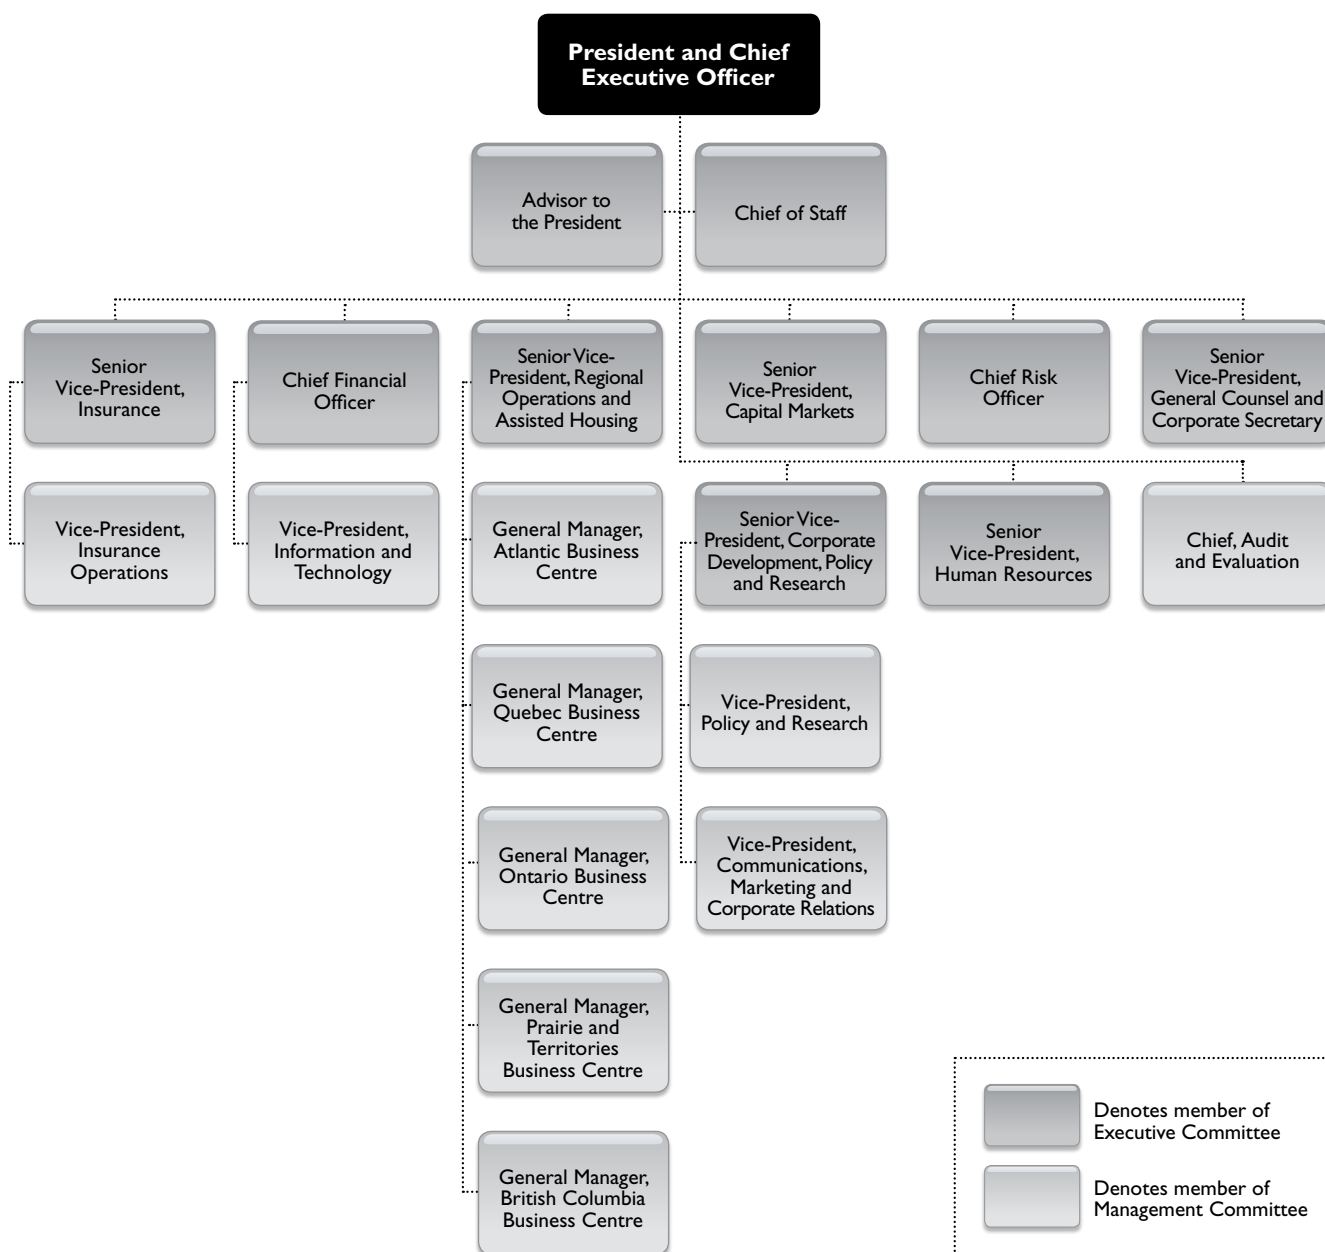 President and Chief
Executive Officer
Advisor to
the President
Chief of Staff
Senior
Vice-President,
Insurance
Chief Financial
Officer
Senior Vice-
President, Regional
Operations and
Assisted Housing
Senior
Vice-President,
Capital Markets
Chief Risk
Officer
Senior
Vice-President,
General Counsel and
Corporate Secretary
Vice-President,
Insurance
Operations
Vice-President,
Information and
Technology
General Manager,
Atlantic Business
Centre
Senior Vice-
President, Corporate
Development, Policy
and Research
Senior
Vice-President,
Human Resources
Chief, Audit
and Evaluation
General Manager,
Quebec Business
Centre
Vice-President,
Policy and Research
General Manager,
Ontario Business
Centre
Vice-President,
Communications,
Marketing and
Corporate Relations
General Manager,
Prairie and
Territories
Business Centre
General Manager,
British Columbia
Business Centre
Denotes member of
Executive Committee
Denotes member of
Management Committee